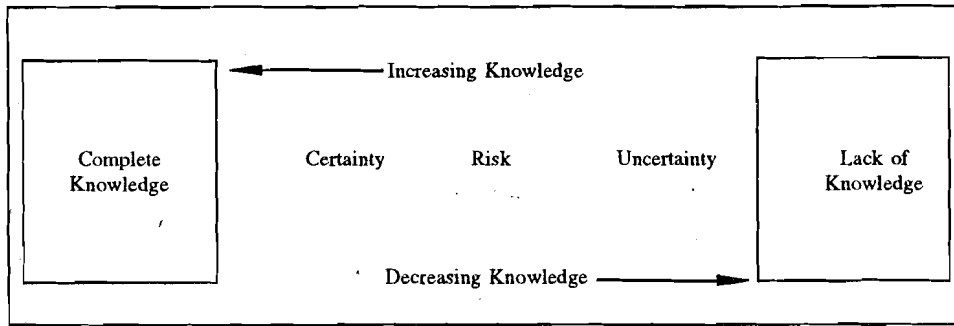 Increasing Knowledge
Complete
Knowledge
Certainty
Risk
Uncertainty
Lack of
Knowledge
Decreasing Knowledge